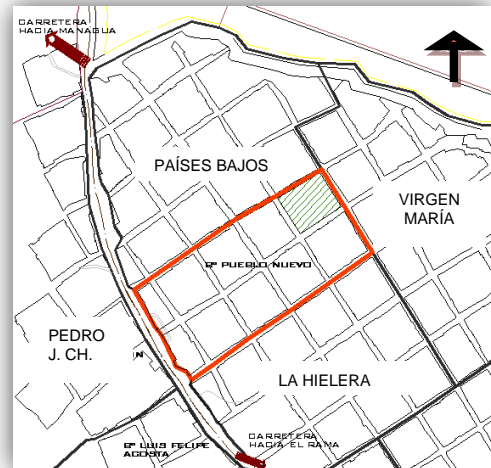 CARRETERA
HACIA MANAGUA
PAÍSES BAJOS
VIRGEN
MARÍA
Bº PUEBLO NUEVO
PEDRO
J. CH.
N
LA HIELERA
Bº LUIS FELIPE
AGOSTA
CARRETERA
HACIA EL RAMA